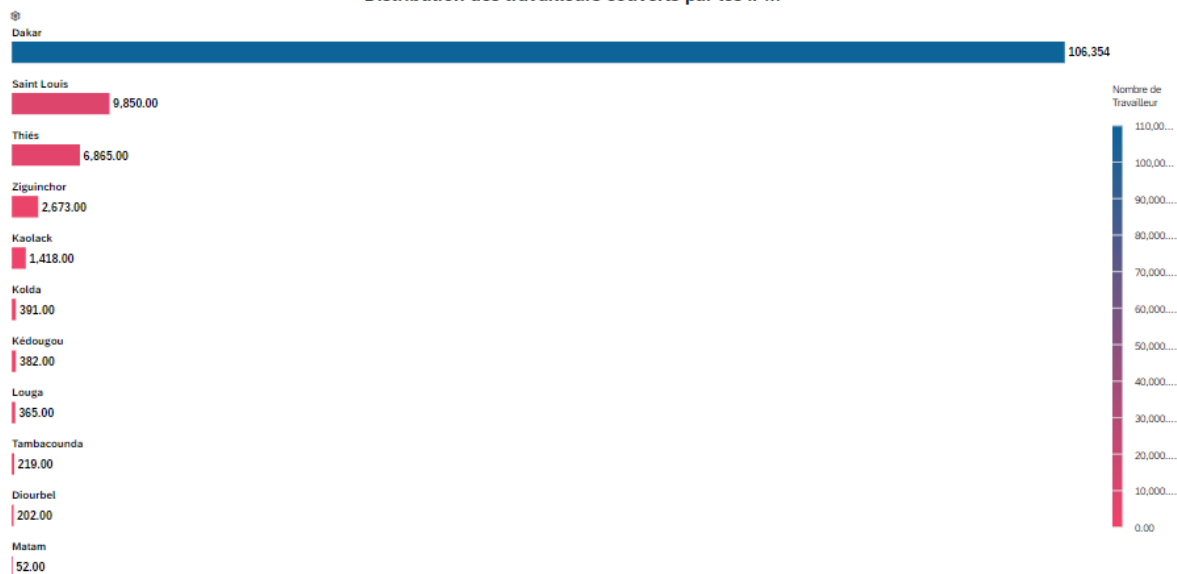 Dakar
106,354
Saint Louis
9,850.00
Thiés
6,865.00
Ziguinchor
2,673.00
Kaolack
1,418.00
Kolda
391.00
Kédougou
382.00
Louga
365.00
Tambacounda
219.00
Diourbel
202.00
Matam
52.00
Nombre de
Travailleur
110,00...
100,00...
90,000....
80,000....
70,000....
60,000....
50,000....
40,000....
30,000....
20,000....
10,000....
0.00